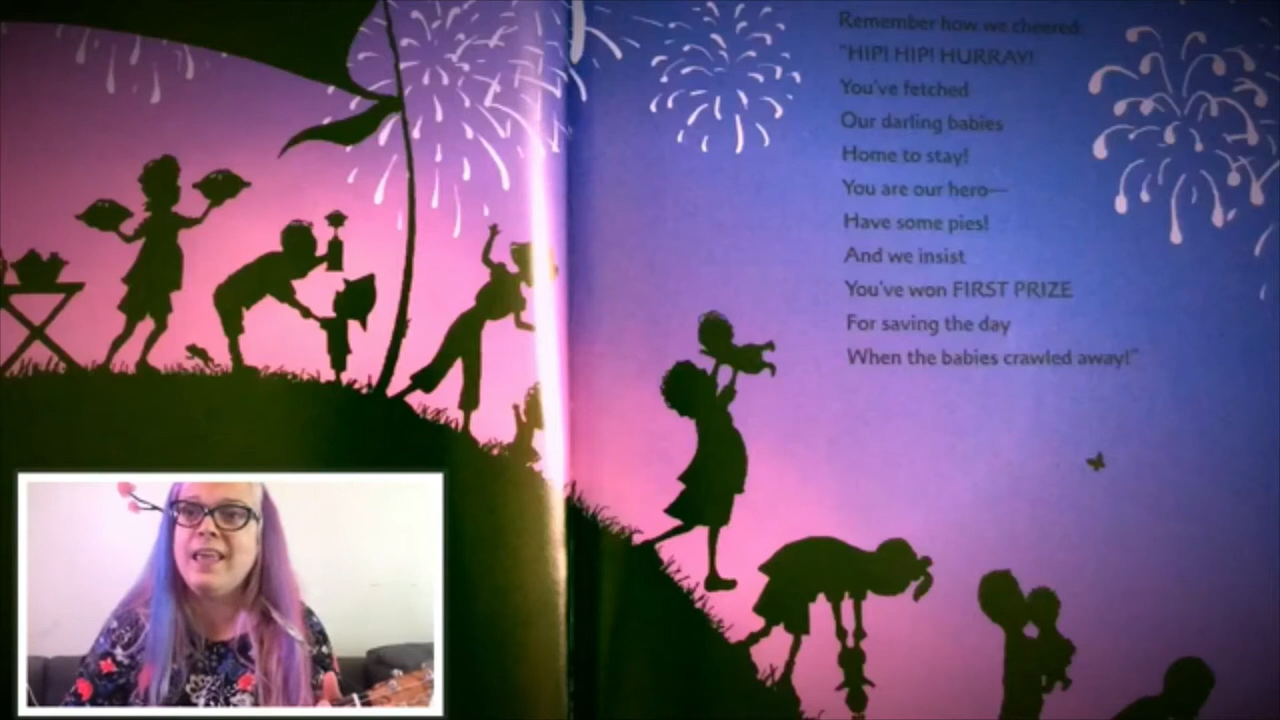 Remember how we cheered:
"HIP! HIP! HURRAY!
You've fetched
Our darling babies
Home to stay!
You are our hero—
Have some pies!
And we insist
You've won FIRST PRIZE
For saving the day
When the babies crawled away!"